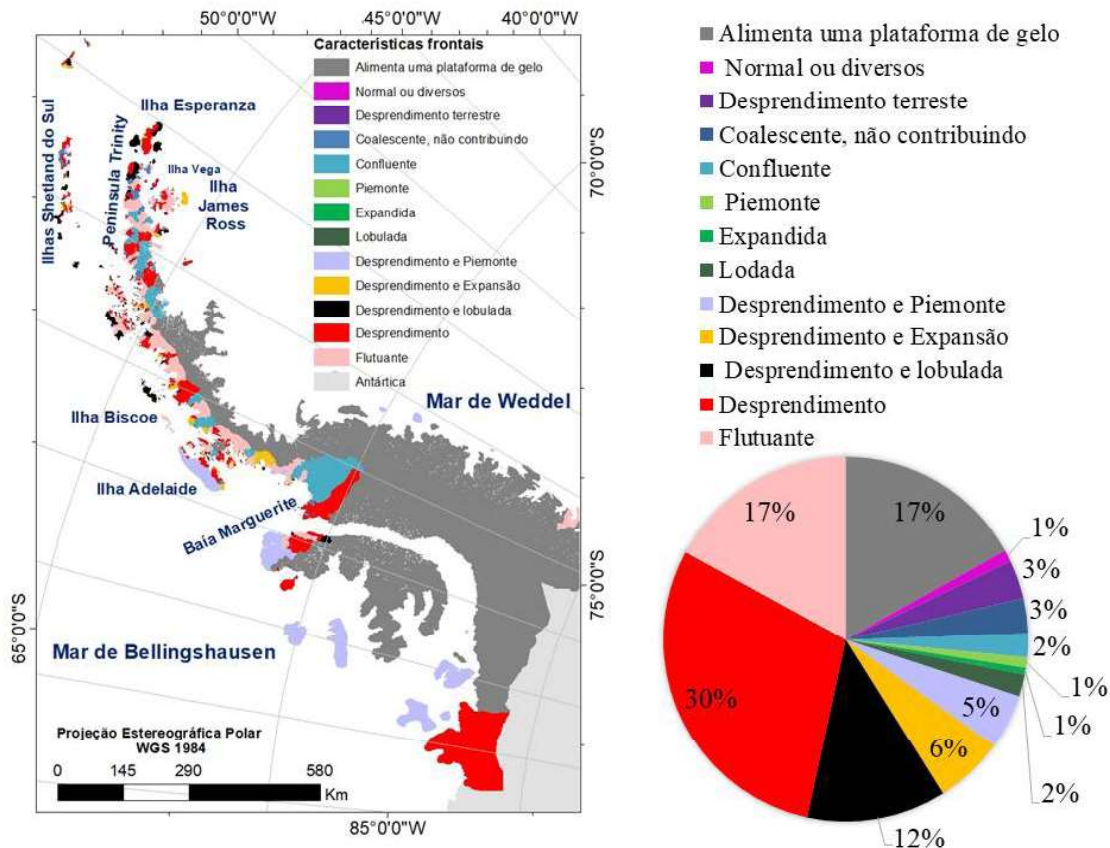 50°0'0"W
45°0'0"W
40°0'0"W
Características frontais
Alimenta uma plataforma de gelo
Normal ou diversos
Desprendimento terrestre
Coalescente, não contribuindo
Confluente
Piemonte
Expandida
Lobulada
Desprendimento e Piemonte
Desprendimento e Expansão
Desprendimento e lobulada
Desprendimento
Flutuante
Antártica
Ilha Esperanza
Ilhas Shetland do Sul
Peninsula Trinity
Ilha Vega
Ilha
James
Ross
70°0'0"S
Mar de Weddel
Ilha Biscoe
Ilha Adelaide
Baía Marguerite
75°0'0"S
65°0'0"S
Mar de Bellingshausen
Projeção Estereográfica Polar
WGS 1984
0 145 290 580
Km
85°0'0"W
Alimenta uma plataforma de gelo
Normal ou diversos
Desprendimento terreste
Coalescente, não contribuindo
Confluente
Piemonte
Expandida
Lodada
Desprendimento e Piemonte
Desprendimento e Expansão
Desprendimento e lobulada
Desprendimento
Flutuante
17%
17%
1%
3%
3%
2%
1%
1%
2%
5%
6%
12%
30%